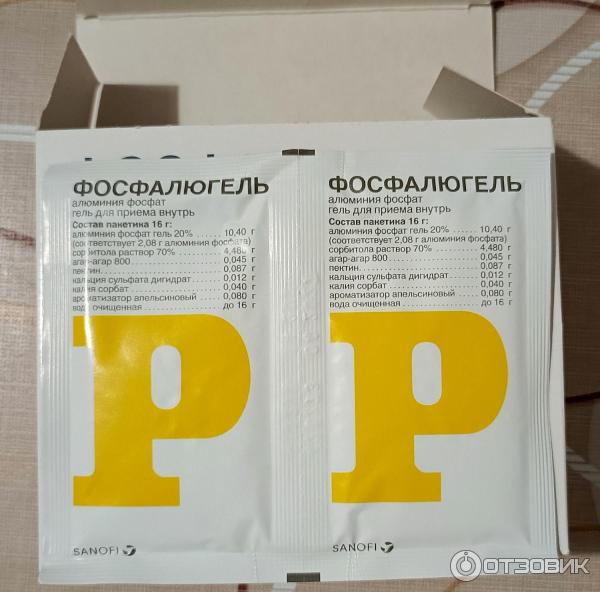 ФОСФАЛЮГЕЛЬ
алюминия фосфат
гель для приема внутрь
Состав пакетика 16 г:
алюминия фосфат гель 20% .... 10,40 г
(соответствует 2,08 г алюминия фосфата)
сорбитола раствор 70% .......... 4,480 г
агар-агар 800 ........................ 0,045 г
пектин................................... 0,087 г
кальция сульфата дигидрат .... 0,012 г
калия сорбат ......................... 0,040 г
ароматизатор апельсиновый 0,080 г
вода очищенная .................... до 16 г
P
SANOFI
ФОСФАЛЮГЕЛЬ
алюминия фосфат
гель для приема внутрь
Состав пакетика 16 г:
алюминия фосфат гель 20% .... 10,40 г
(соответствует 2,08 г алюминия фосфата)
сорбитола раствор 70% .......... 4,480 г
агар-агар 800 ........................ 0,045 г
пектин................................... 0,087 г
кальция сульфата дигидрат .... 0,012 г
калия сорбат ......................... 0,040 г
ароматизатор апельсиновый 0,080 г
вода очищенная .................... до 16 г
P
SANOFI
ОТЗОВИК